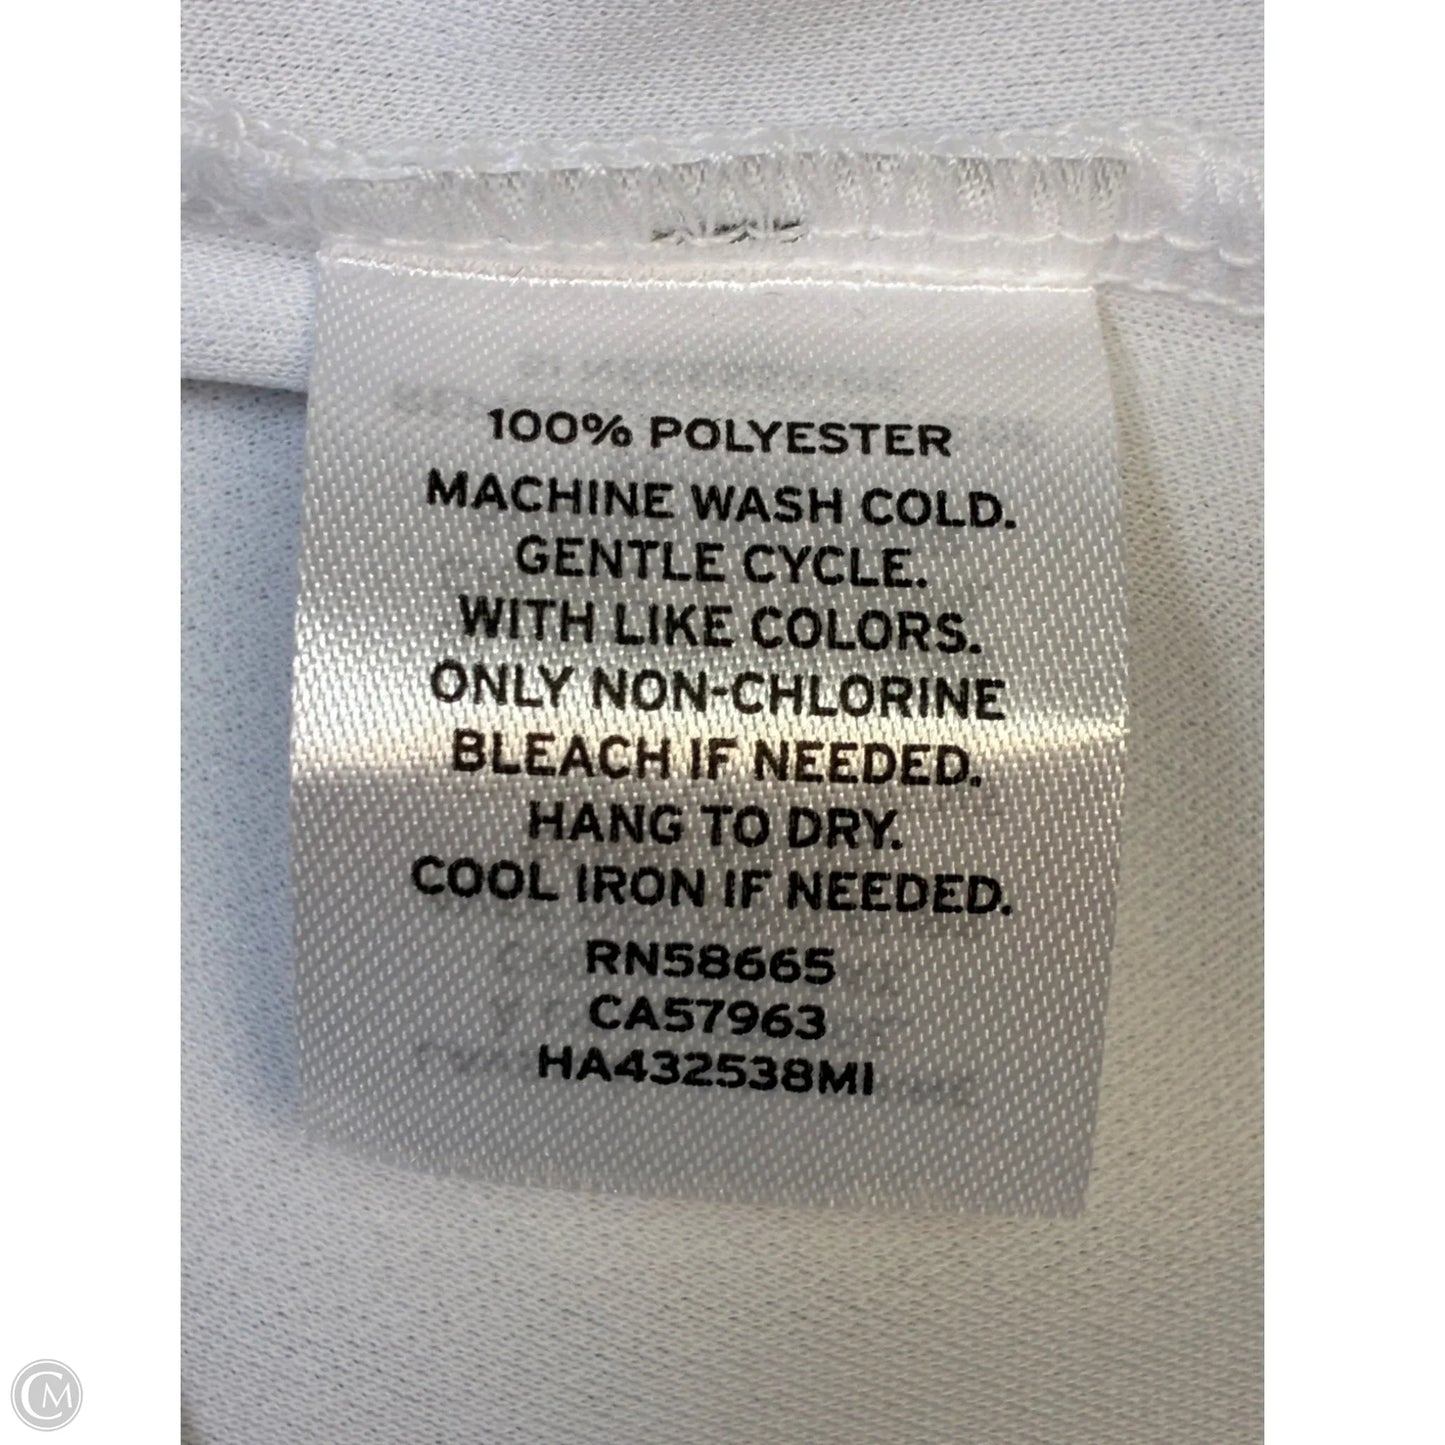 100% POLYESTER
MACHINE WASH COLD.
GENTLE CYCLE.
WITH LIKE COLORS.
ONLY NON-CHLORINE
BLEACH IF NEEDED.
HANG TO DRY.
COOL IRON IF NEEDED.
RN58665
CA57963
HA432538MI
CM